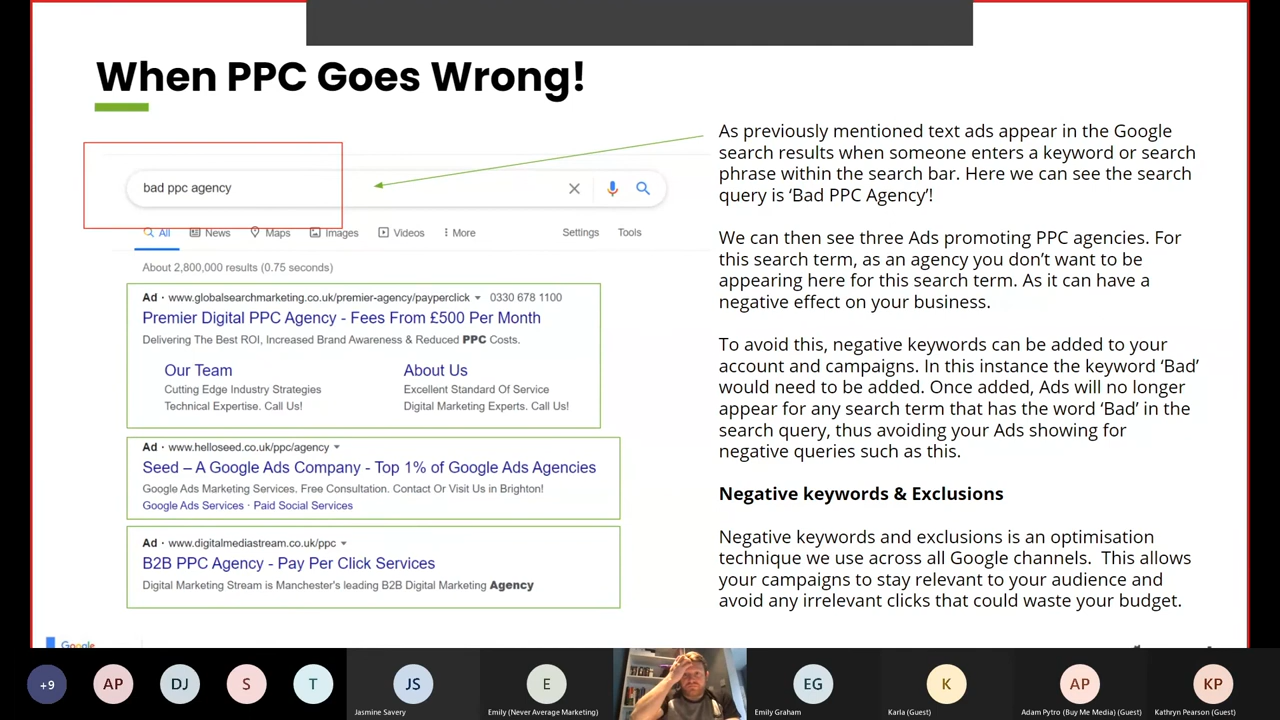 When PPC Goes Wrong!
bad ppc agency
All News Maps Images Videos More Settings Tools
About 2,800,000 results (0.75 seconds)
Ad · www.globalsearchmarketing.co.uk/premier-agency/payperclick 0330 678 1100
Premier Digital PPC Agency - Fees From £500 Per Month
Delivering The Best ROI, Increased Brand Awareness & Reduced PPC Costs.
Our Team
Cutting Edge Industry Strategies
Technical Expertise. Call Us!
About Us
Excellent Standard Of Service
Digital Marketing Experts. Call Us!
Ad · www.helloseed.co.uk/ppc/agency
Seed – A Google Ads Company - Top 1% of Google Ads Agencies
Google Ads Marketing Services. Free Consultation. Contact Or Visit Us in Brighton!
Google Ads Services · Paid Social Services
Ad · www.digitalmediastream.co.uk/ppc
B2B PPC Agency - Pay Per Click Services
Digital Marketing Stream is Manchester's leading B2B Digital Marketing Agency
As previously mentioned text ads appear in the Google
search results when someone enters a keyword or search
phrase within the search bar. Here we can see the search
query is ‘Bad PPC Agency’!
We can then see three Ads promoting PPC agencies. For
this search term, as an agency you don’t want to be
appearing here for this search term. As it can have a
negative effect on your business.
To avoid this, negative keywords can be added to your
account and campaigns. In this instance the keyword ‘Bad’
would need to be added. Once added, Ads will no longer
appear for any search term that has the word ‘Bad’ in the
search query, thus avoiding your Ads showing for
negative queries such as this.
Negative keywords & Exclusions
Negative keywords and exclusions is an optimisation
technique we use across all Google channels. This allows
your campaigns to stay relevant to your audience and
avoid any irrelevant clicks that could waste your budget.
Google
+9 AP DJ S T JS E EG K AP KP
Jasmine Savery
Emily (Never Average Marketing)
Emily Graham
Karla (Guest)
Adam Pytro (Buy Me Media) (Guest)
Kathryn Pearson (Guest)